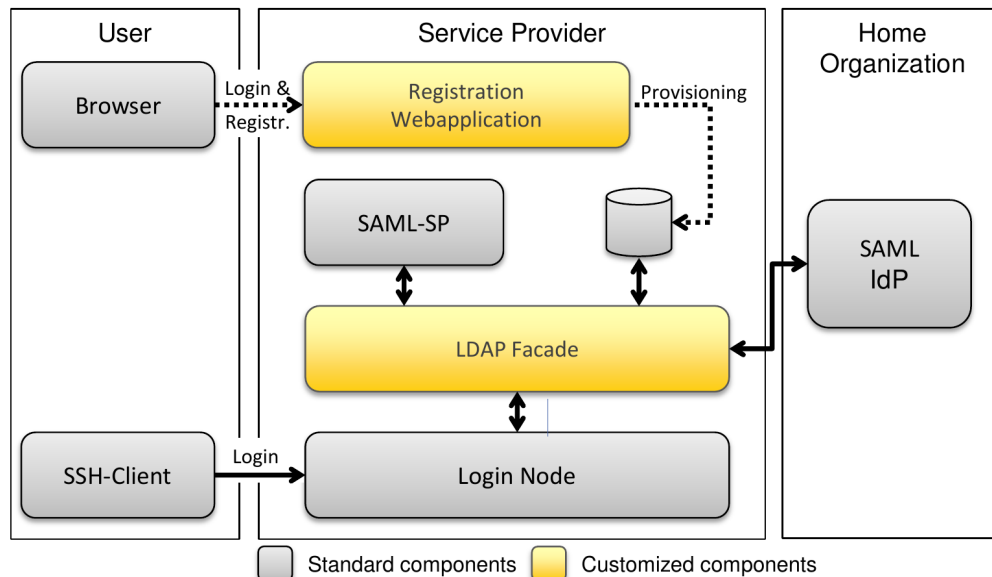 User
Service Provider
Home
Organization
Browser
Login &
Registr.
Registration
Webapplication
Provisioning
SAML-SP
SAML
IdP
LDAP Facade
SSH-Client
Login
Login Node
Standard components
Customized components